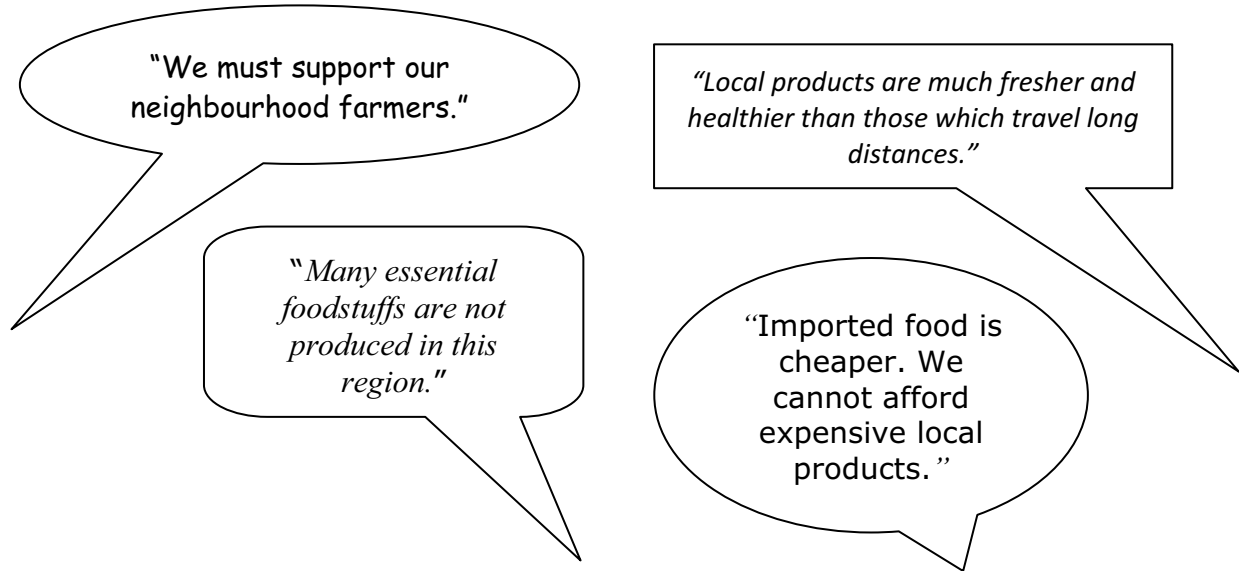 “We must support our
neighbourhood farmers.”
“Local products are much fresher and
healthier than those which travel long
distances.”
“Many essential
foodstuffs are not
produced in this
region.”
“Imported food is
cheaper. We
cannot afford
expensive local
products.”